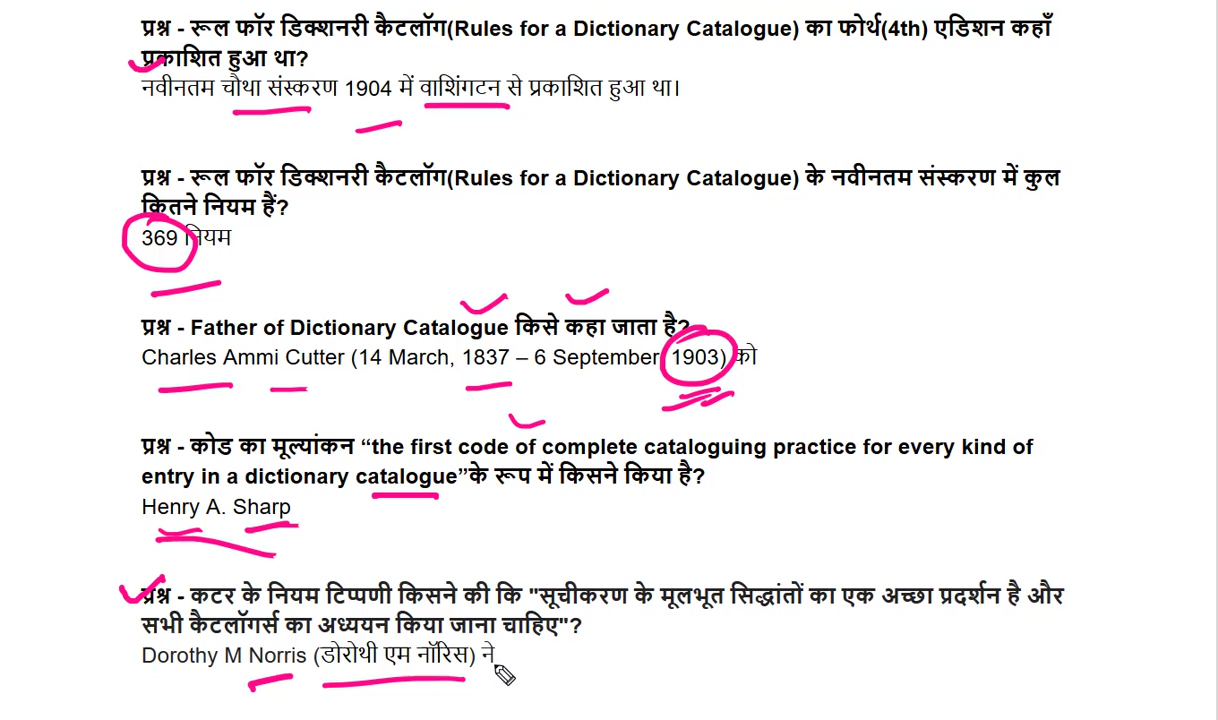 प्रश्न - रूल फॉर डिक्शनरी कैटलॉग(Rules for a Dictionary Catalogue) का फोर्थ(4th) एडिशन कहाँ
प्रकाशित हुआ था?
नवीनतम चौथा संस्करण 1904 में वाशिंगटन से प्रकाशित हुआ था।
प्रश्न - रूल फॉर डिक्शनरी कैटलॉग(Rules for a Dictionary Catalogue) के नवीनतम संस्करण में कुल
कितने नियम हैं?
369 नियम
प्रश्न - Father of Dictionary Catalogue किसे कहा जाता है?
Charles Ammi Cutter (14 March, 1837 – 6 September, 1903) को
प्रश्न - कोड का मूल्यांकन “the first code of complete cataloguing practice for every kind of
entry in a dictionary catalogue”के रूप में किसने किया है?
Henry A. Sharp
प्रश्न - कटर के नियम टिप्पणी किसने की कि "सूचीकरण के मूलभूत सिद्धांतों का एक अच्छा प्रदर्शन है और
सभी कैटलॉगर्स का अध्ययन किया जाना चाहिए"?
Dorothy M Norris (डोरोथी एम नॉरिस) ने